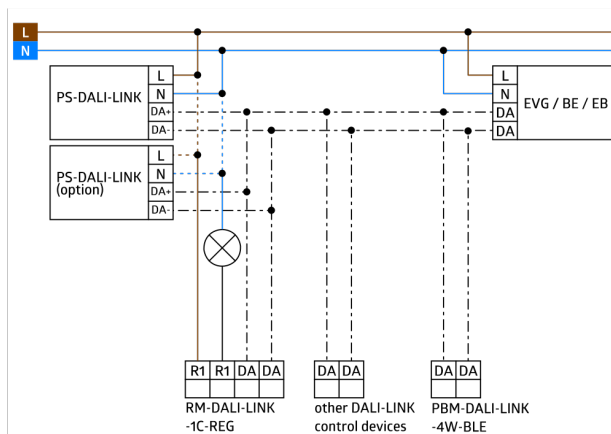 L
N
PS-DALI-LINK
L
N
DA+
DA-
L
N
DA
DA
EVG / BE / EB
PS-DALI-LINK
(option)
L
N
DA+
DA-
R1 R1 DA DA
RM-DALI-LINK
-1C-REG
DA DA
other DALI-LINK
control devices
DA DA
PBM-DALI-LINK
-4W-BLE